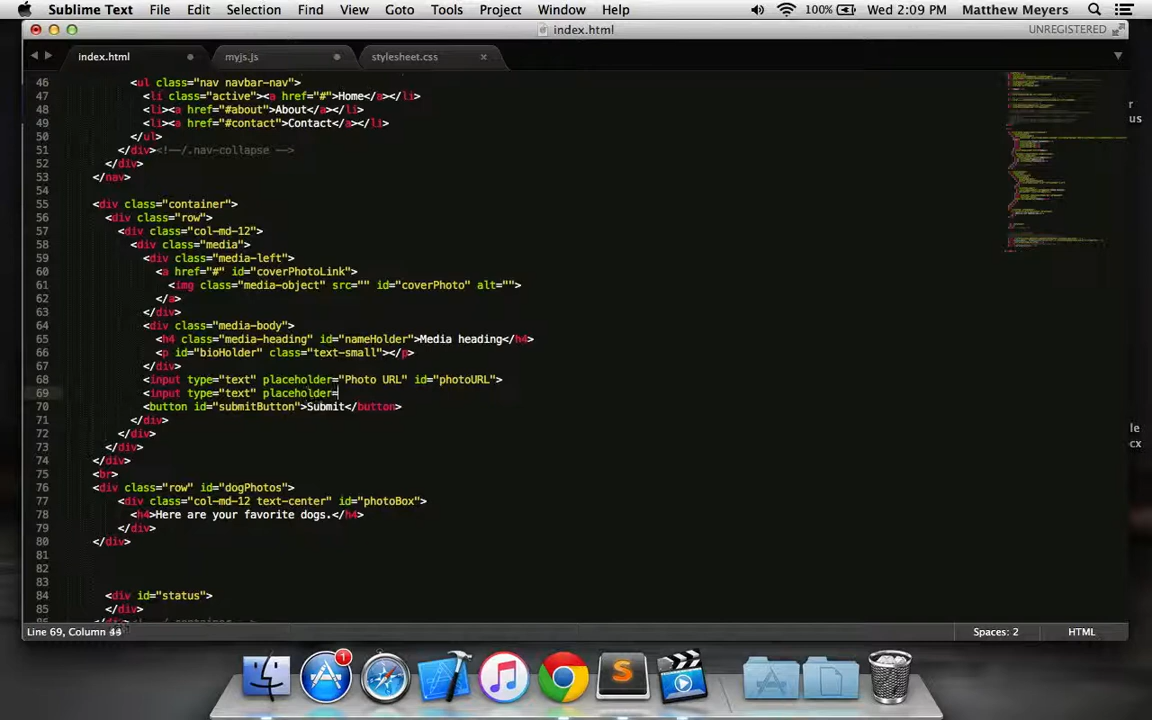 Sublime Text File Edit Selection Find View Goto Tools Project Window Help 100% Wed 2:09 PM Matthew Meyers
index.html UNREGISTERED
index.html myjs.js stylesheet.css
46 <ul class="nav navbar-nav">
47 <li class="active"><a href="#">Home</a></li>
48 <li><a href="#about">About</a></li>
49 <li><a href="#contact">Contact</a></li>
50 </ul>
51 </div><!--/.nav-collapse -->
52 </div>
53 </nav>
54
55 <div class="container">
56 <div class="row">
57 <div class="col-md-12">
58 <div class="media">
59 <div class="media-left">
60 <a href="#" id="coverPhotoLink">
61 <img class="media-object" src="" id="coverPhoto" alt="">
62 </a>
63 </div>
64 <div class="media-body">
65 <h4 class="media-heading" id="nameHolder">Media heading</h4>
66 <p id="bioHolder" class="text-small"></p>
67 </div>
68 <input type="text" placeholder="Photo URL" id="photoURL">
69 <input type="text" placeholder=
70 <button id="submitButton">Submit</button>
71 </div>
72 </div>
73 </div>
74 </div>
75 <br>
76 <div class="row" id="dogPhotos">
77 <div class="col-md-12 text-center" id="photoBox">
78 <h4>Here are your favorite dogs.</h4>
79 </div>
80 </div>
81
82
83
84 <div id="status">
85 </div>
Line 69, Column 44 Spaces: 2 HTML
r
us
le
cx
1